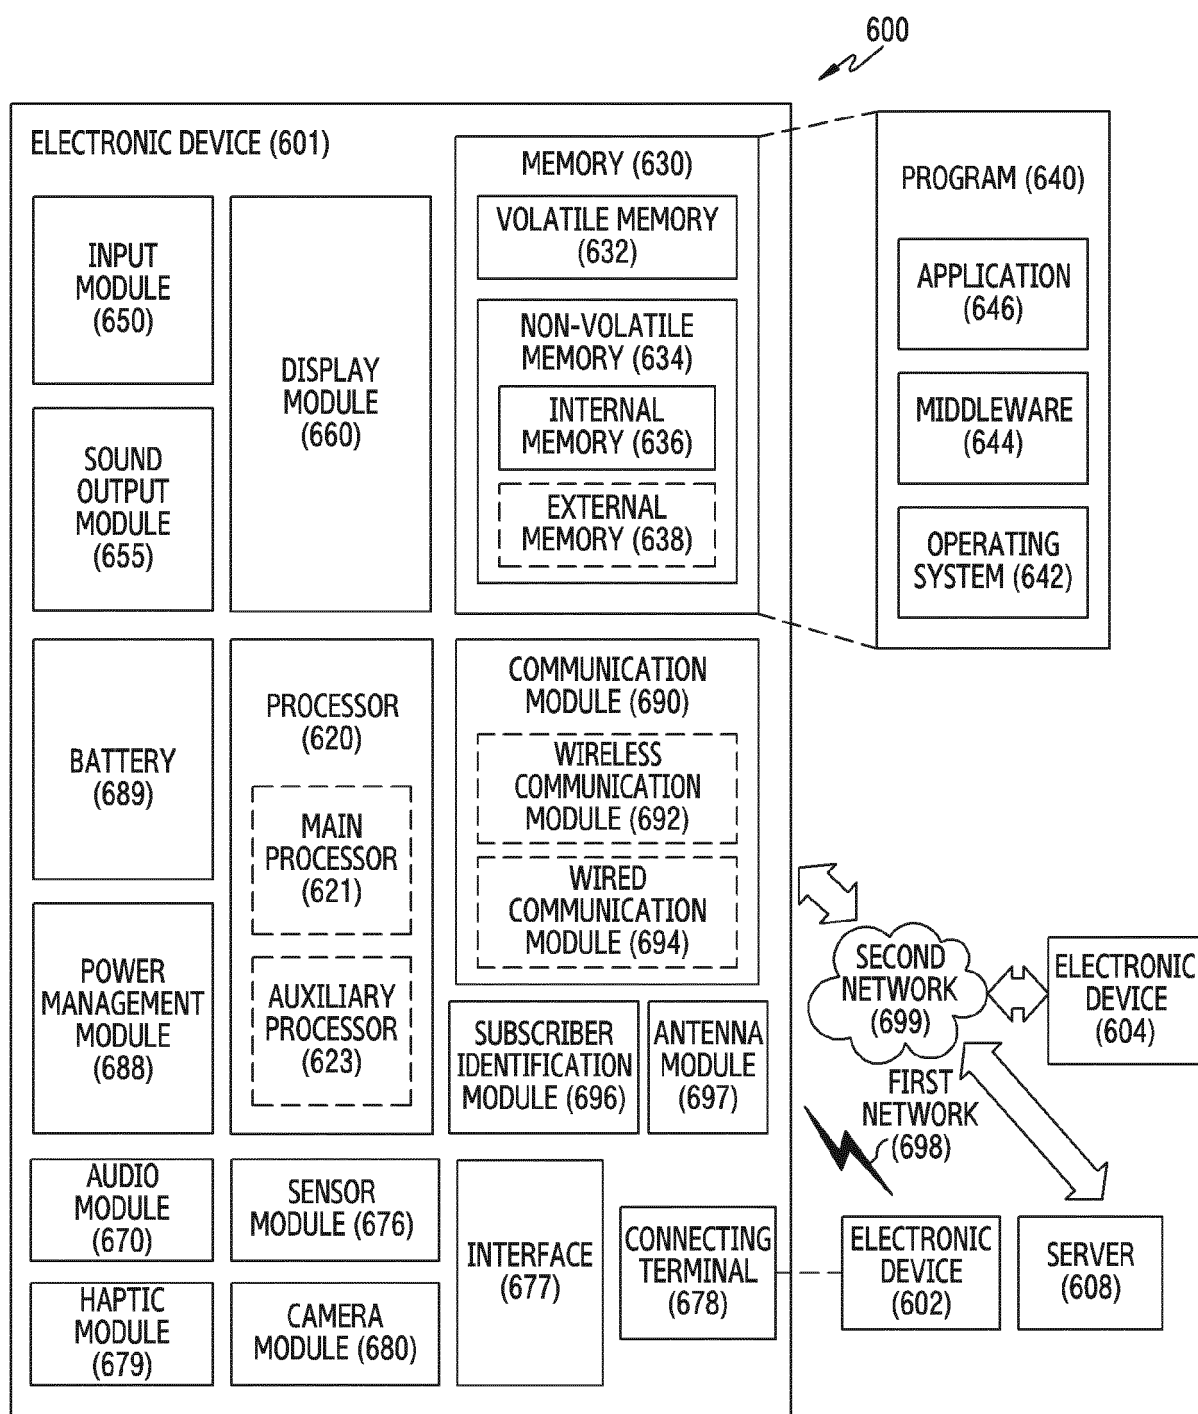 600
ELECTRONIC DEVICE (601)
INPUT
MODULE
(650)
SOUND
OUTPUT
MODULE
(655)
DISPLAY
MODULE
(660)
MEMORY (630)
VOLATILE MEMORY
(632)
NON-VOLATILE
MEMORY (634)
INTERNAL
MEMORY (636)
EXTERNAL
MEMORY (638)
PROGRAM (640)
APPLICATION
(646)
MIDDLEWARE
(644)
OPERATING
SYSTEM (642)
BATTERY
(689)
POWER
MANAGEMENT
MODULE
(688)
PROCESSOR
(620)
MAIN
PROCESSOR
(621)
AUXILIARY
PROCESSOR
(623)
COMMUNICATION
MODULE (690)
WIRELESS
COMMUNICATION
MODULE (692)
WIRED
COMMUNICATION
MODULE (694)
SUBSCRIBER
IDENTIFICATION
MODULE (696)
ANTENNA
MODULE
(697)
SECOND
NETWORK
(699)
ELECTRONIC
DEVICE
(604)
FIRST
NETWORK
(698)
AUDIO
MODULE
(670)
SENSOR
MODULE (676)
INTERFACE
(677)
CONNECTING
TERMINAL
(678)
ELECTRONIC
DEVICE
(602)
SERVER
(608)
HAPTIC
MODULE
(679)
CAMERA
MODULE (680)